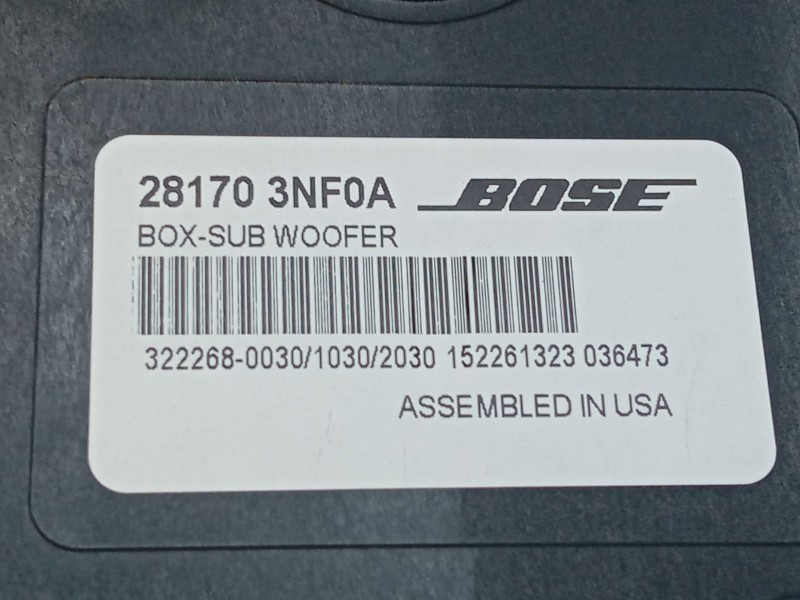 28170 3NF0A BOSE
BOX-SUB WOOFER
322268-0030/1030/2030 152261323 036473
ASSEMBLED IN USA